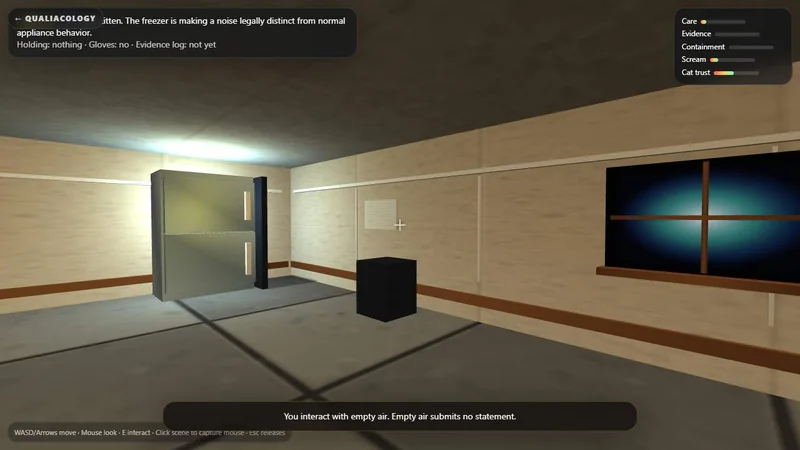 ← QUALIACOLOGY itten. The freezer is making a noise legally distinct from normal
appliance behavior.
Holding: nothing · Gloves: no · Evidence log: not yet
Care
Evidence
Containment
Scream
Cat trust
You interact with empty air. Empty air submits no statement.
WASD/Arrows move · Mouse look · E interact · Click scene to capture mouse · Esc releases